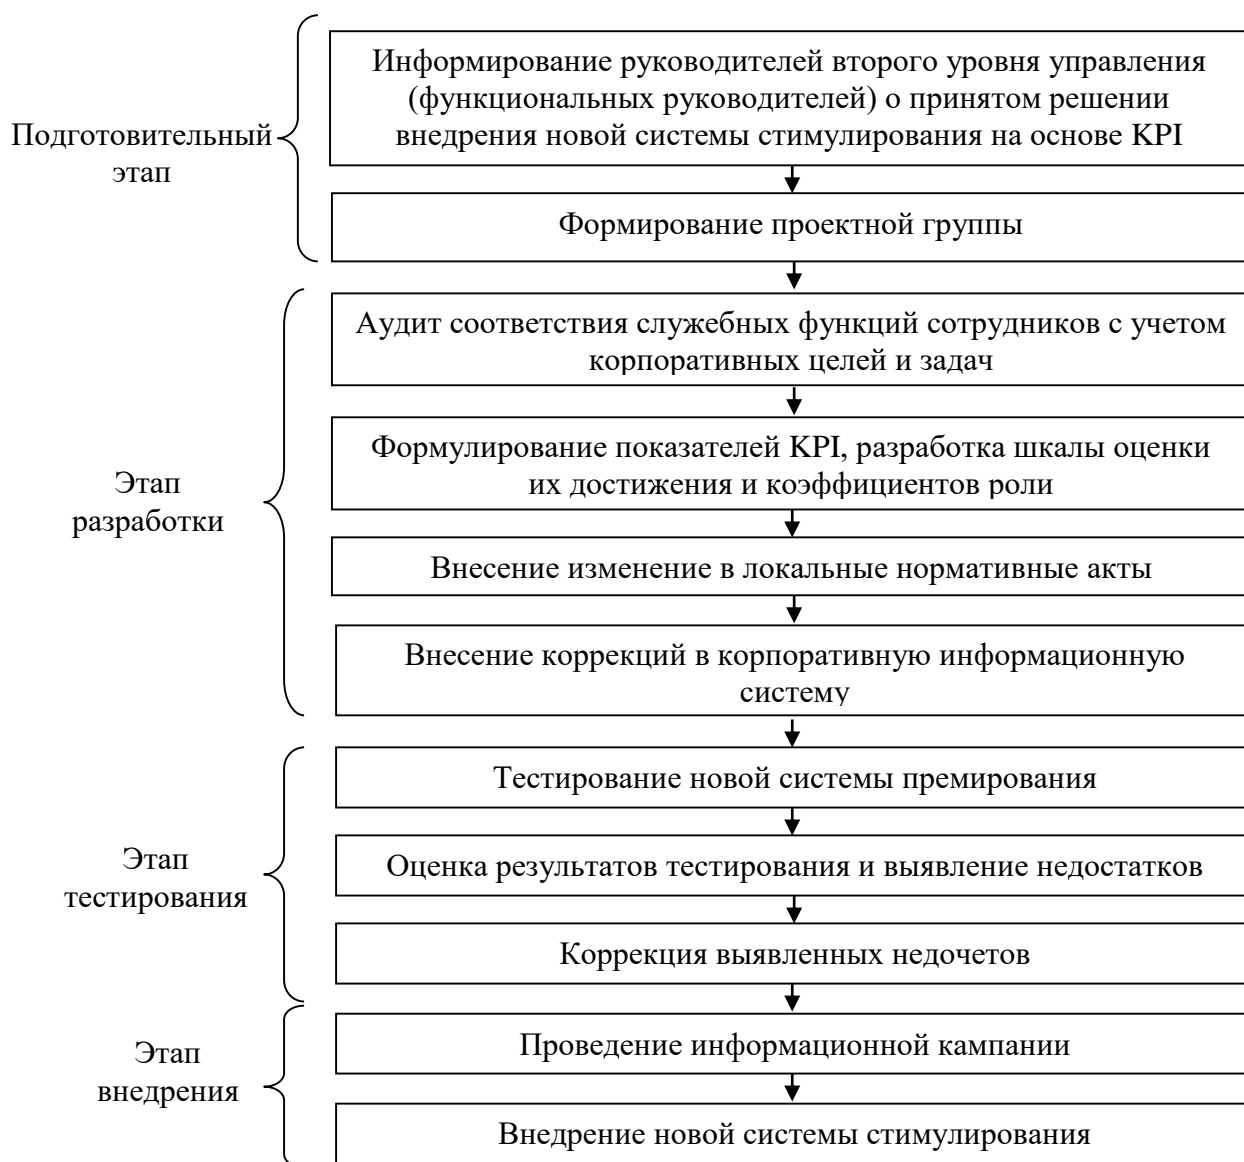 Подготовительный
этап
Информирование руководителей второго уровня управления
(функциональных руководителей) о принятом решении
внедрения новой системы стимулирования на основе KPI
Формирование проектной группы
Этап
разработки
Аудит соответствия служебных функций сотрудников с учетом
корпоративных целей и задач
Формулирование показателей KPI, разработка шкалы оценки
их достижения и коэффициентов роли
Внесение изменение в локальные нормативные акты
Внесение коррекций в корпоративную информационную
систему
Этап
тестирования
Тестирование новой системы премирования
Оценка результатов тестирования и выявление недостатков
Коррекция выявленных недочетов
Этап
внедрения
Проведение информационной кампании
Внедрение новой системы стимулирования